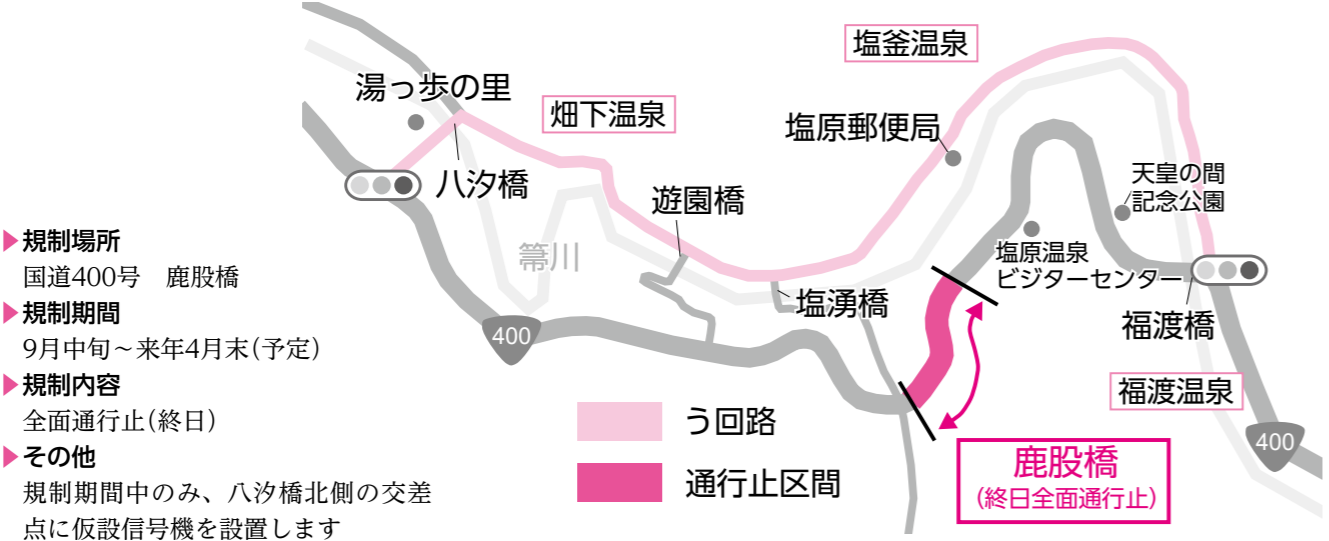 ▶規制場所
国道400号　鹿股橋
▶規制期間
9月中旬～来年4月末(予定)
▶規制内容
全面通行止(終日)
▶その他
規制期間中のみ、八汐橋北側の交差
点に仮設信号機を設置します
湯っ歩の里
八汐橋
畑下温泉
遊園橋
箒川
400
塩湧橋
塩釜温泉
塩原郵便局
天皇の間
記念公園
塩原温泉
ビジターセンター
福渡橋
福渡温泉
400
う回路
通行止区間
鹿股橋
(終日全面通行止)